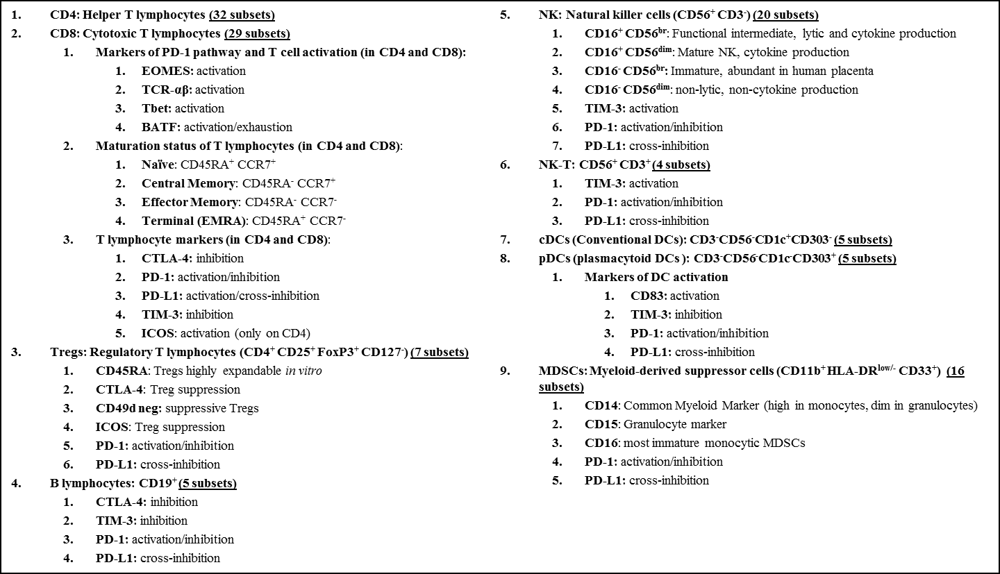 1. CD4: Helper T lymphocytes (32 subsets)
2. CD8: Cytotoxic T lymphocytes (29 subsets)
1. Markers of PD-1 pathway and T cell activation (in CD4 and CD8):
1. EOMES: activation
2. TCR-αβ: activation
3. Tbet: activation
4. BATF: activation/exhaustion
2. Maturation status of T lymphocytes (in CD4 and CD8):
1. Naïve: CD45RA⁺ CCR7⁺
2. Central Memory: CD45RA⁻ CCR7⁺
3. Effector Memory: CD45RA⁻ CCR7⁻
4. Terminal (EMRA): CD45RA⁺ CCR7⁻
3. T lymphocyte markers (in CD4 and CD8):
1. CTLA-4: inhibition
2. PD-1: activation/inhibition
3. PD-L1: activation/cross-inhibition
4. TIM-3: inhibition
5. ICOS: activation (only on CD4)
3. Tregs: Regulatory T lymphocytes (CD4⁺ CD25⁺ FoxP3⁺ CD127⁻) (7 subsets)
1. CD45RA: Tregs highly expandable in vitro
2. CTLA-4: Treg suppression
3. CD49d neg: suppressive Tregs
4. ICOS: Treg suppression
5. PD-1: activation/inhibition
6. PD-L1: cross-inhibition
4. B lymphocytes: CD19⁺ (5 subsets)
1. CTLA-4: inhibition
2. TIM-3: inhibition
3. PD-1: activation/inhibition
4. PD-L1: cross-inhibition
5. NK: Natural killer cells (CD56⁺ CD3⁻) (20 subsets)
1. CD16⁺ CD56ᵇʳ: Functional intermediate, lytic and cytokine production
2. CD16⁺ CD56ᵈⁱᵐ: Mature NK, cytokine production
3. CD16⁻ CD56ᵇʳ: Immature, abundant in human placenta
4. CD16⁻ CD56ᵈⁱᵐ: non-lytic, non-cytokine production
5. TIM-3: activation
6. PD-1: activation/inhibition
7. PD-L1: cross-inhibition
6. NK-T: CD56⁺ CD3⁺ (4 subsets)
1. TIM-3: activation
2. PD-1: activation/inhibition
3. PD-L1: cross-inhibition
7. cDCs (Conventional DCs): CD3⁻CD56⁻CD1c⁺CD303⁻ (5 subsets)
8. pDCs (plasmacytoid DCs ): CD3⁻CD56⁻CD1c⁻CD303⁺ (5 subsets)
1. Markers of DC activation
1. CD83: activation
2. TIM-3: inhibition
3. PD-1: activation/inhibition
4. PD-L1: cross-inhibition
9. MDSCs: Myeloid-derived suppressor cells (CD11b⁺ HLA-DRˡᵒʷ/⁻ CD33⁺) (16
subsets)
1. CD14: Common Myeloid Marker (high in monocytes, dim in granulocytes)
2. CD15: Granulocyte marker
3. CD16: most immature monocytic MDSCs
4. PD-1: activation/inhibition
5. PD-L1: cross-inhibition